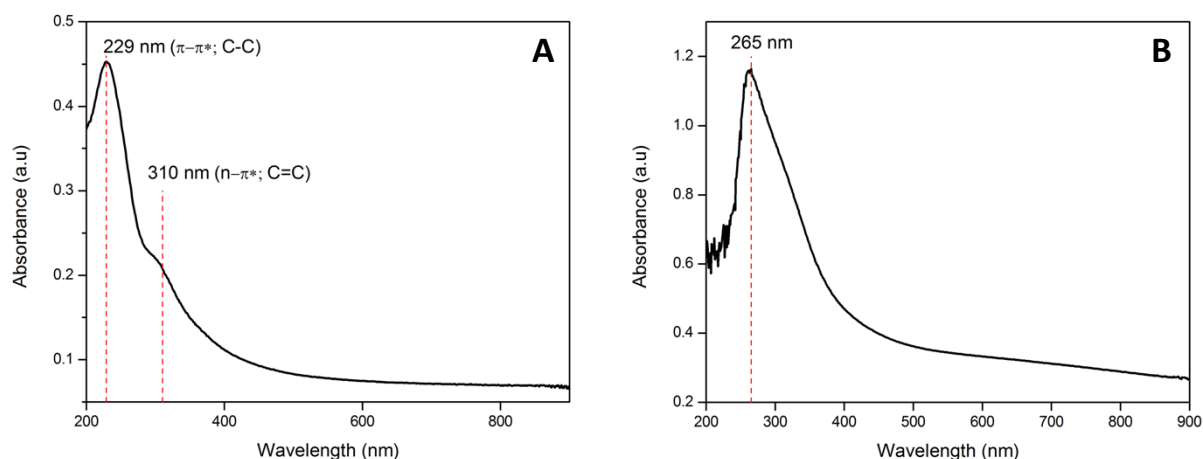 A
229 nm (π−π*; C-C)
310 nm (n−π*; C=C)
0.5
0.4
0.3
0.2
0.1
200
400
600
800
Absorbance (a.u)
Wavelength (nm)
B
265 nm
1.2
1.0
0.8
0.6
0.4
0.2
200
300
400
500
600
700
800
900
Absorbance (a.u)
Wavelength (nm)